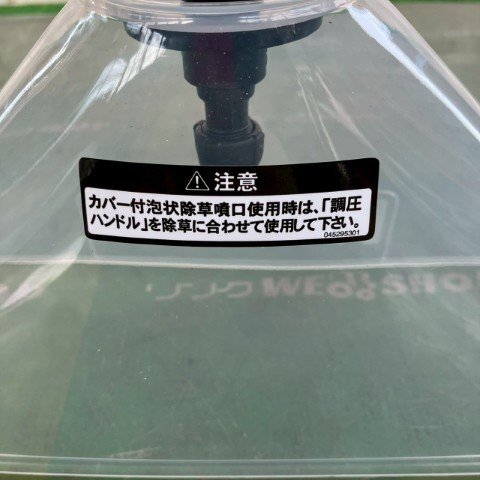 注意
カバー付泡状除草噴口使用時は、「調圧
ハンドル」を除草に合わせて使用して下さい。
045295301